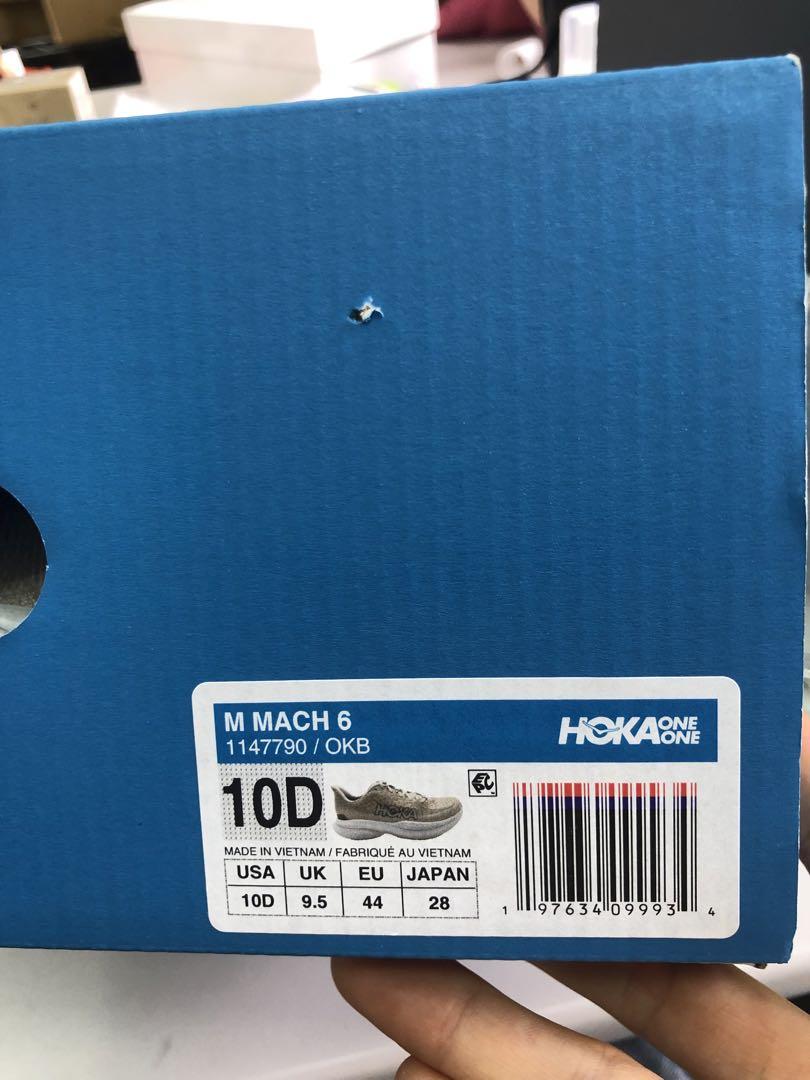 M MACH 6
1147790 / OKB
HOKA ONE ONE
10D
HOKA
MADE IN VIETNAM / FABRIQUÉ AU VIETNAM
USA UK EU JAPAN
10D 9.5 44 28
1 97634 09993 4